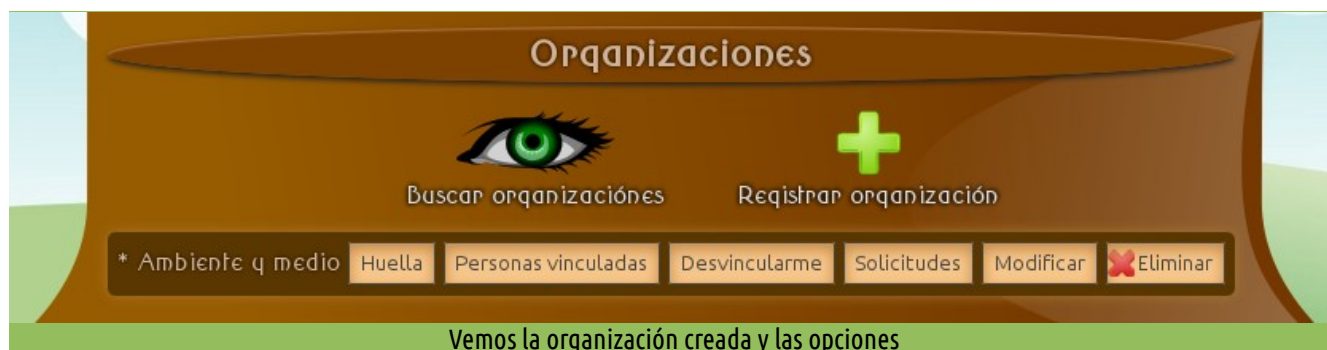 Organizaciones
Buscar organizaciónes Registrar organización
* Ambiente y medio Huella Personas vinculadas Desvincularme Solicitudes Modificar Eliminar
Vemos la organización creada y las opciones